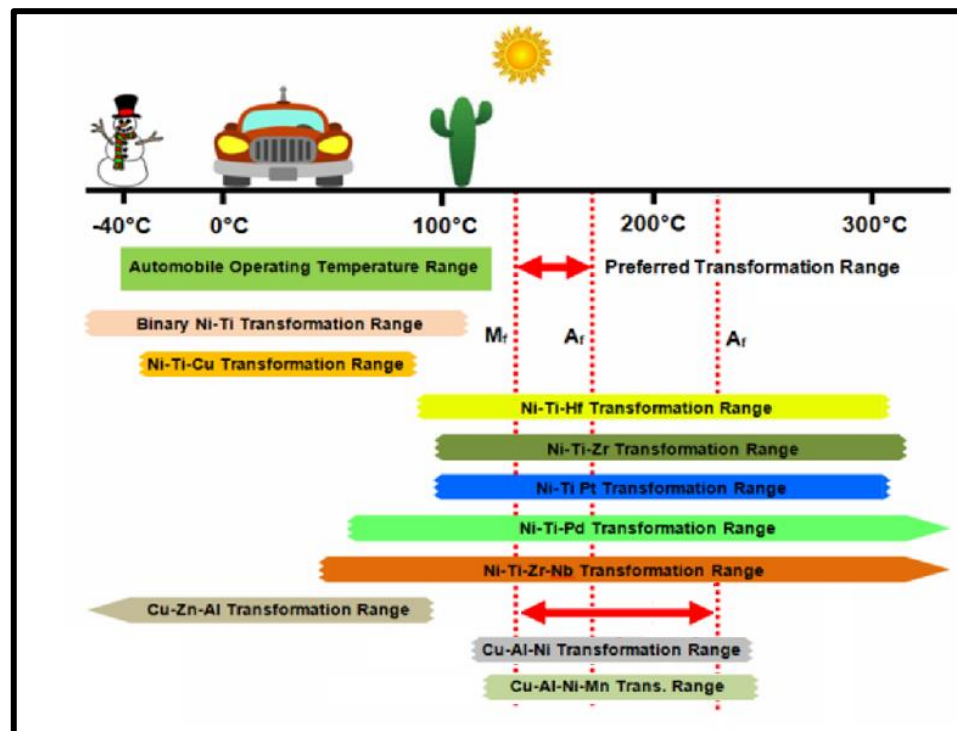 -40°C 0°C 100°C 200°C 300°C
Automobile Operating Temperature Range
Preferred Transformation Range
Binary Ni-Ti Transformation Range
Mf Af Af
Ni-Ti-Cu Transformation Range
Ni-Ti-Hf Transformation Range
Ni-Ti-Zr Transformation Range
Ni-Ti Pt Transformation Range
Ni-Ti-Pd Transformation Range
Ni-Ti-Zr-Nb Transformation Range
Cu-Zn-Al Transformation Range
Cu-Al-Ni Transformation Range
Cu-Al-Ni-Mn Trans. Range